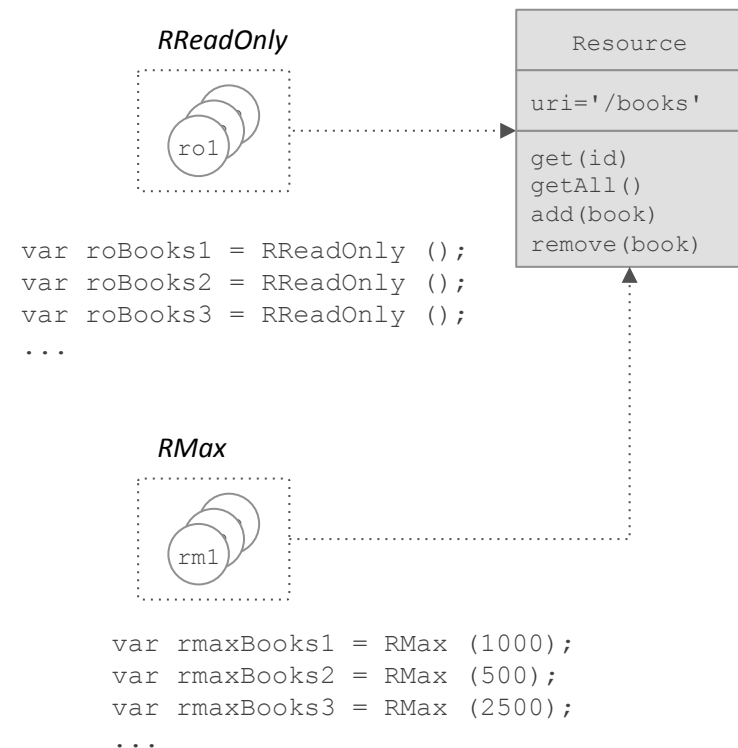 RReadOnly
ro1
var roBooks1 = RReadOnly ();
var roBooks2 = RReadOnly ();
var roBooks3 = RReadOnly ();
...
Resource
uri='/books'
get(id)
getAll()
add(book)
remove(book)
RMax
rm1
var rmaxBooks1 = RMax (1000);
var rmaxBooks2 = RMax (500);
var rmaxBooks3 = RMax (2500);
...